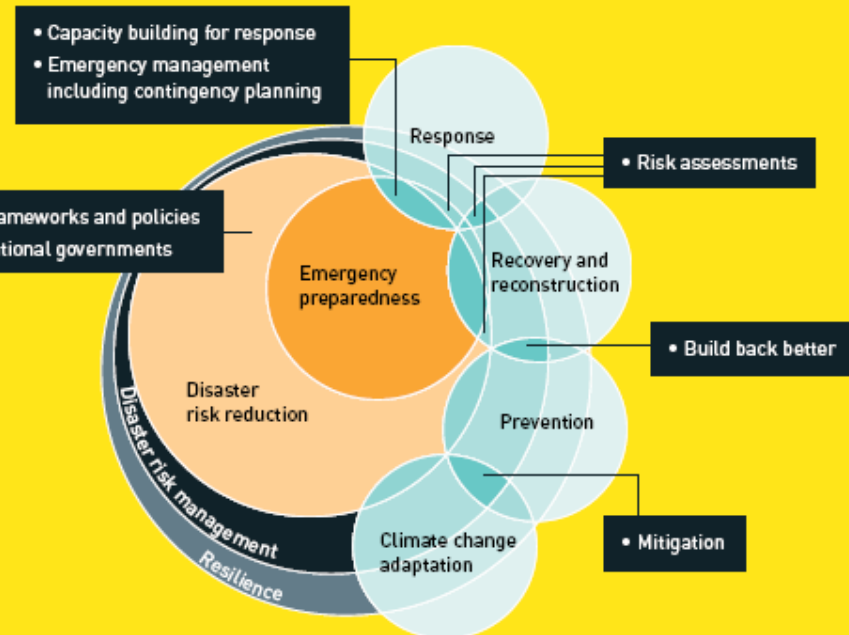 • Capacity building for response
• Emergency management
including contingency planning
Response
• Risk assessments
ameworks and policies
tional governments
Emergency
preparedness
Recovery and
reconstruction
• Build back better
Disaster
risk reduction
Prevention
Disaster risk management
Resilience
Climate change
adaptation
• Mitigation